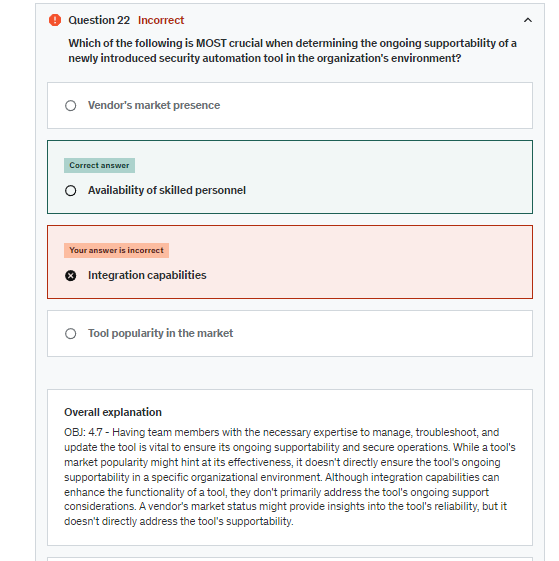 Question 22 Incorrect
Which of the following is MOST crucial when determining the ongoing supportability of a
newly introduced security automation tool in the organization's environment?
Vendor's market presence
Correct answer
Availability of skilled personnel
Your answer is incorrect
Integration capabilities
Tool popularity in the market
Overall explanation
OBJ: 4.7 - Having team members with the necessary expertise to manage, troubleshoot, and
update the tool is vital to ensure its ongoing supportability and secure operations. While a tool's
market popularity might hint at its effectiveness, it doesn't directly ensure the tool's ongoing
supportability in a specific organizational environment. Although integration capabilities can
enhance the functionality of a tool, they don't primarily address the tool's ongoing support
considerations. A vendor's market status might provide insights into the tool's reliability, but it
doesn't directly address the tool's supportability.